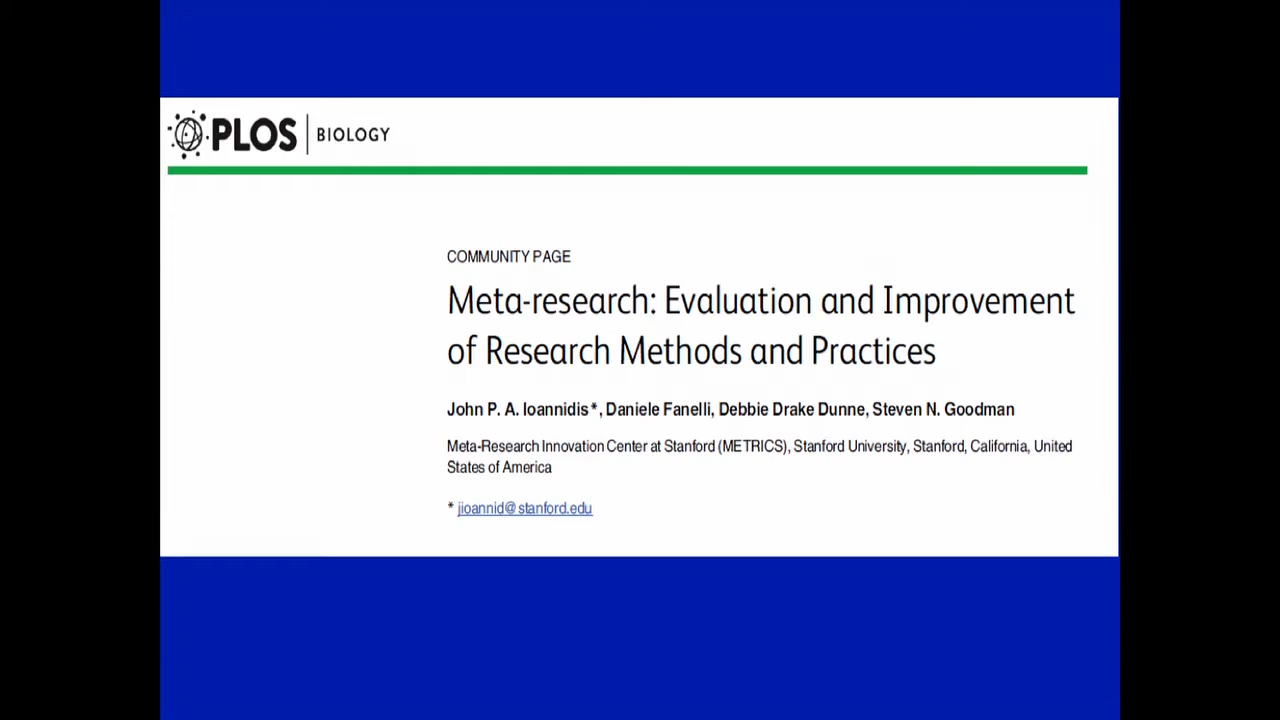 PLOS BIOLOGY
COMMUNITY PAGE
Meta-research: Evaluation and Improvement
of Research Methods and Practices
John P. A. Ioannidis*, Daniele Fanelli, Debbie Drake Dunne, Steven N. Goodman
Meta-Research Innovation Center at Stanford (METRICS), Stanford University, Stanford, California, United
States of America
* jioannid@stanford.edu